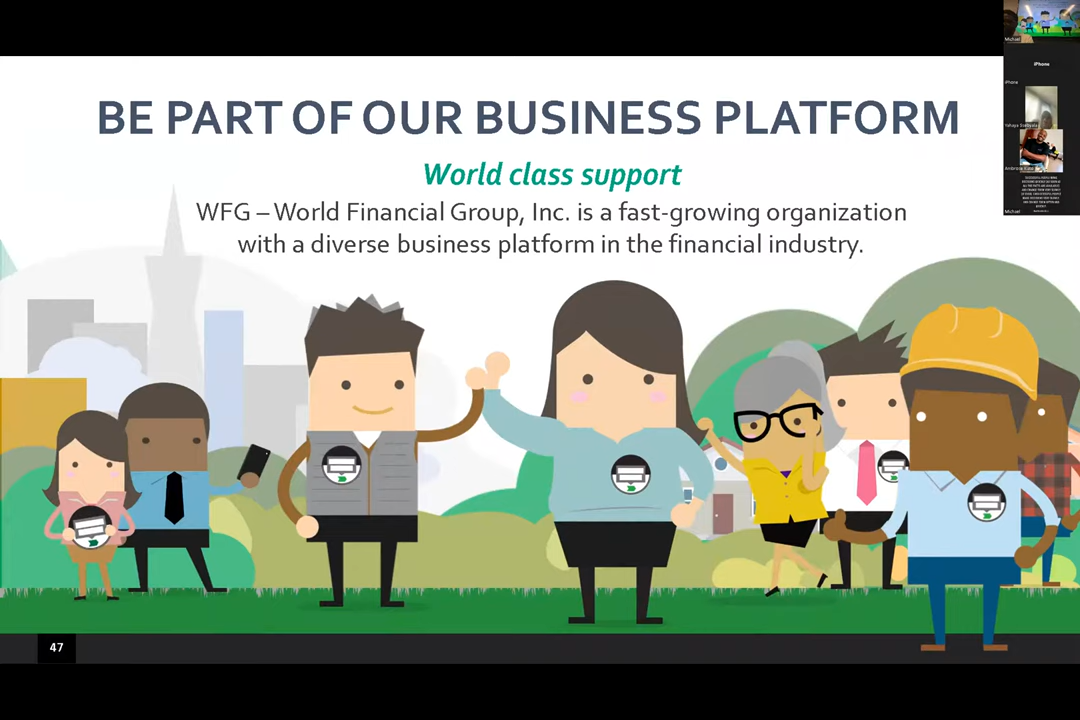 BE PART OF OUR BUSINESS PLATFORM
World class support
WFG – World Financial Group, Inc. is a fast-growing organization
with a diverse business platform in the financial industry.
47
Michael
iPhone
iPhone
Michael